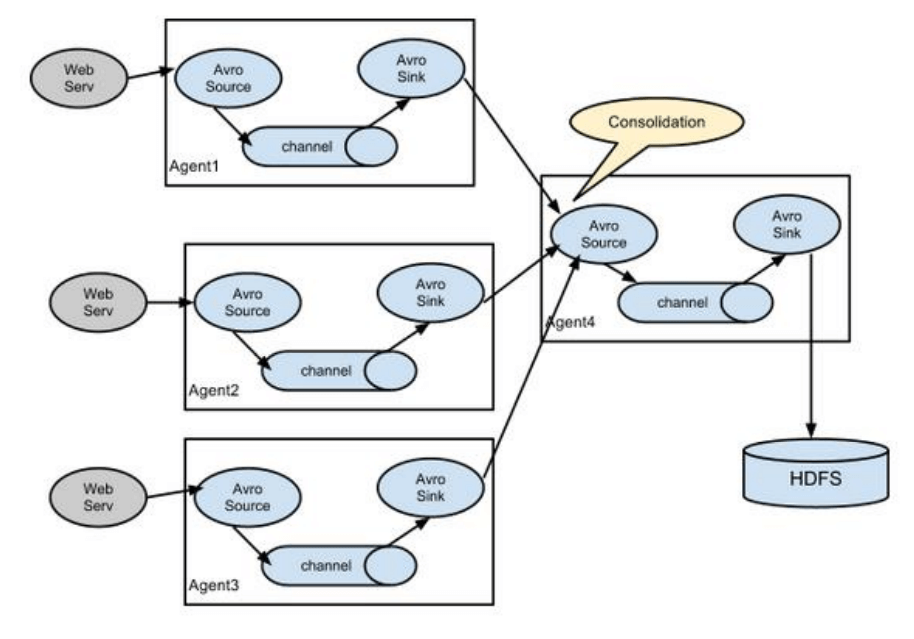 Web
Serv
Avro
Source
Avro
Sink
channel
Agent1
Consolidation
Web
Serv
Avro
Source
Avro
Sink
channel
Agent2
Avro
Source
Avro
Sink
channel
Agent4
Web
Serv
Avro
Source
Avro
Sink
channel
Agent3
HDFS